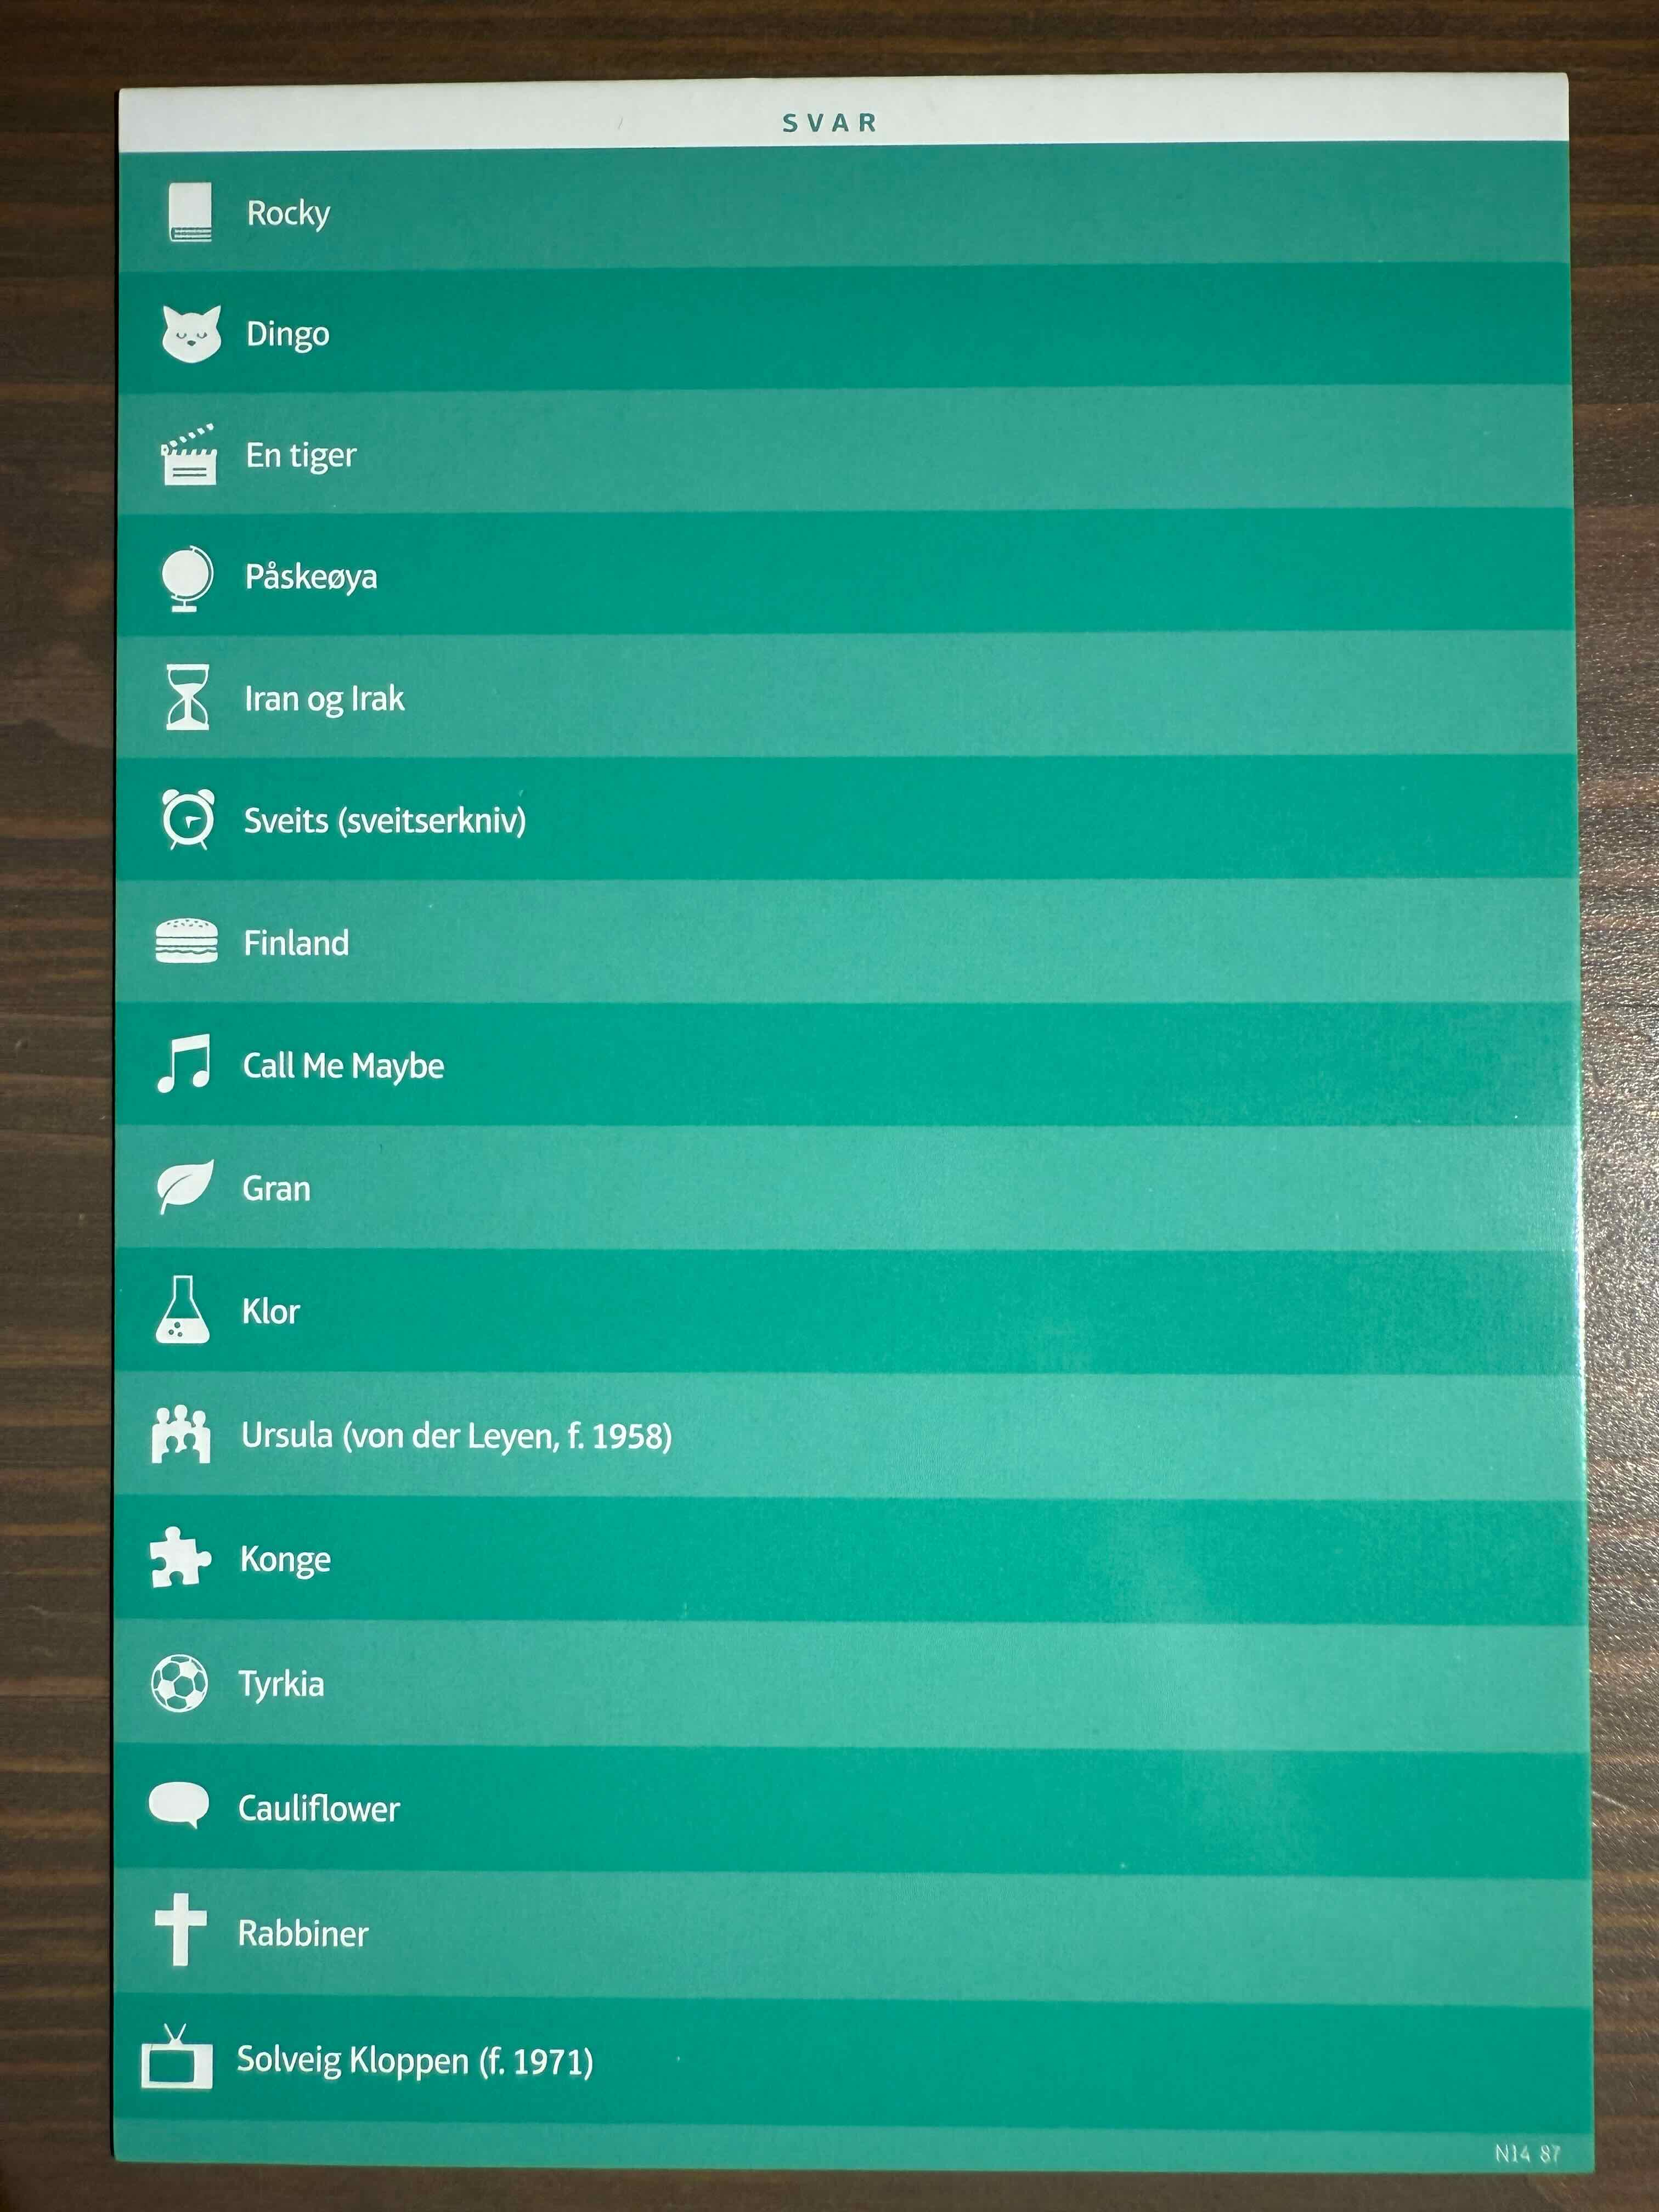 SVAR
Rocky
Dingo
En tiger
Påskeøya
Iran og Irak
Sveits (sveitserkniv)
Finland
Call Me Maybe
Gran
Klor
Ursula (von der Leyen, f. 1958)
Konge
Tyrkia
Cauliflower
Rabbiner
Solveig Kloppen (f. 1971)
N14 87